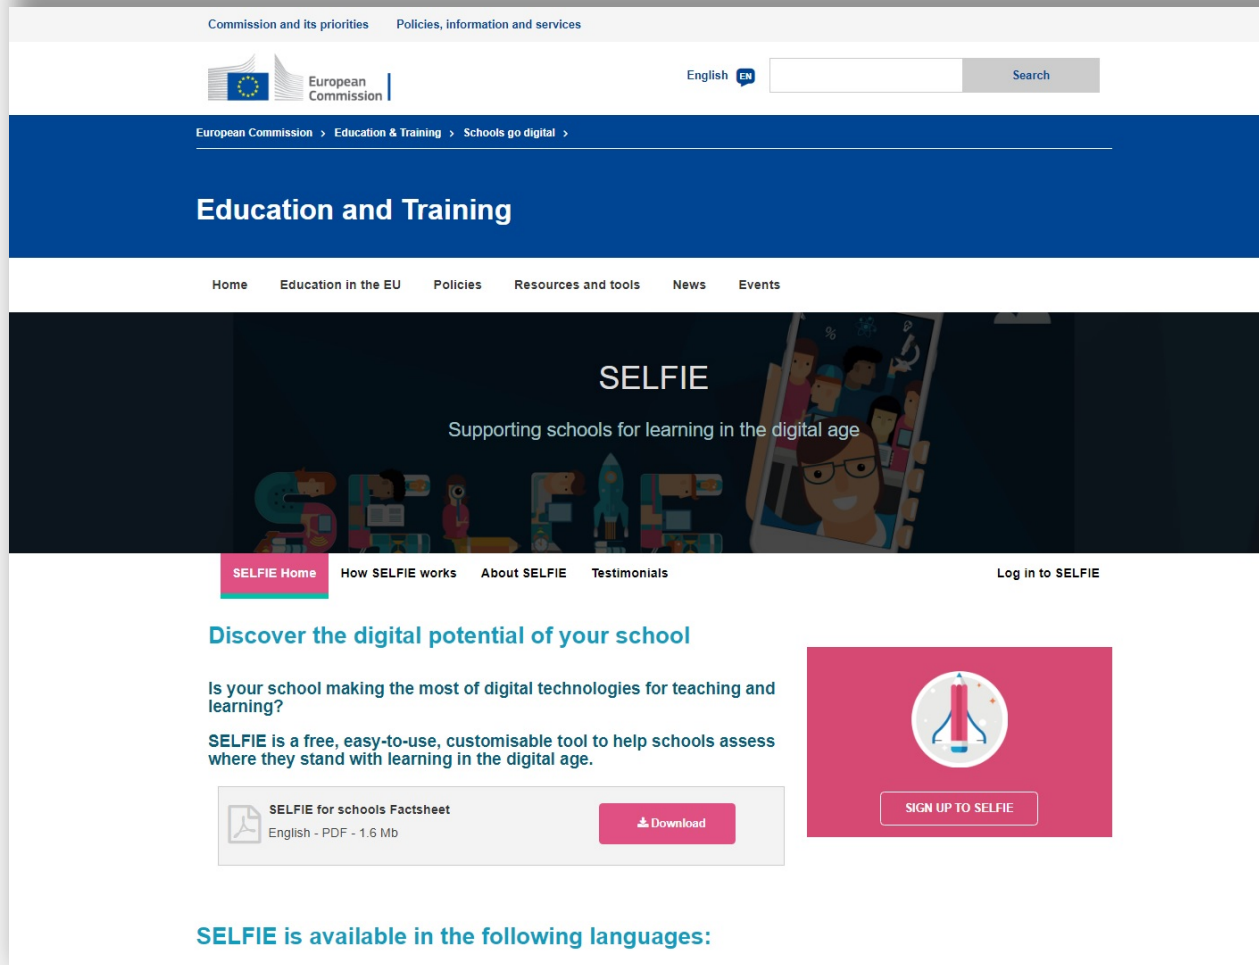 Commission and its priorities Policies, information and services
European
Commission
English EN Search
European Commission > Education & Training > Schools go digital >
Education and Training
Home Education in the EU Policies Resources and tools News Events
SELFIE
Supporting schools for learning in the digital age
SELFIE
SELFIE Home How SELFIE works About SELFIE Testimonials Log in to SELFIE
Discover the digital potential of your school
Is your school making the most of digital technologies for teaching and
learning?
SELFIE is a free, easy-to-use, customisable tool to help schools assess
where they stand with learning in the digital age.
SELFIE for schools Factsheet
English - PDF - 1.6 Mb
Download
SIGN UP TO SELFIE
SELFIE is available in the following languages: